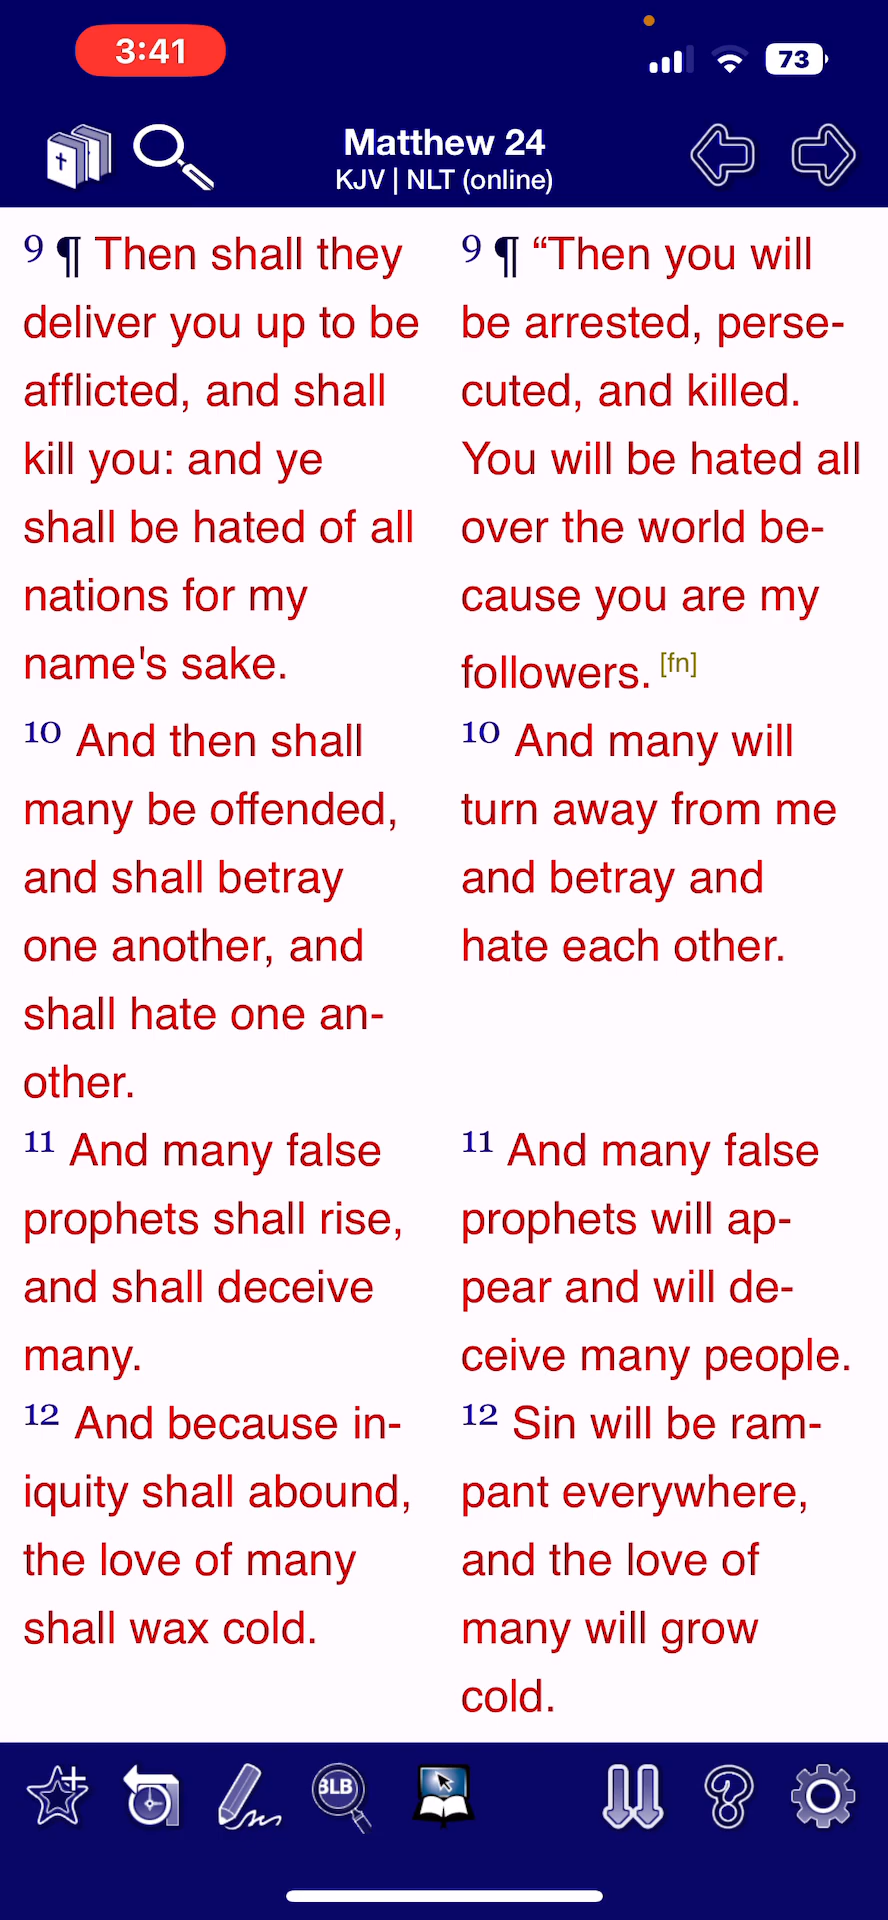 3:41
73
Matthew 24
KJV | NLT (online)
9 ¶ Then shall they
deliver you up to be
afflicted, and shall
kill you: and ye
shall be hated of all
nations for my
name's sake.
10 And then shall
many be offended,
and shall betray
one another, and
shall hate one an-
other.
11 And many false
prophets shall rise,
and shall deceive
many.
12 And because in-
iquity shall abound,
the love of many
shall wax cold.
9 ¶ “Then you will
be arrested, perse-
cuted, and killed.
You will be hated all
over the world be-
cause you are my
followers. [fn]
10 And many will
turn away from me
and betray and
hate each other.
11 And many false
prophets will ap-
pear and will de-
ceive many people.
12 Sin will be ram-
pant everywhere,
and the love of
many will grow
cold.
BLB